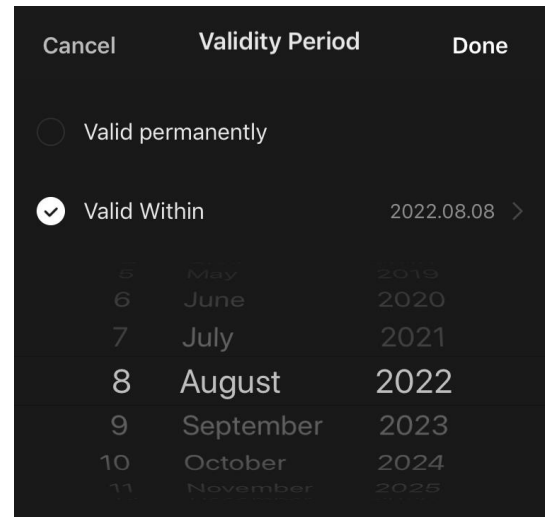 Cancel Validity Period Done
Valid permanently
Valid Within 2022.08.08
5 May 2019
6 June 2020
7 July 2021
8 August 2022
9 September 2023
10 October 2024
11 November 2025